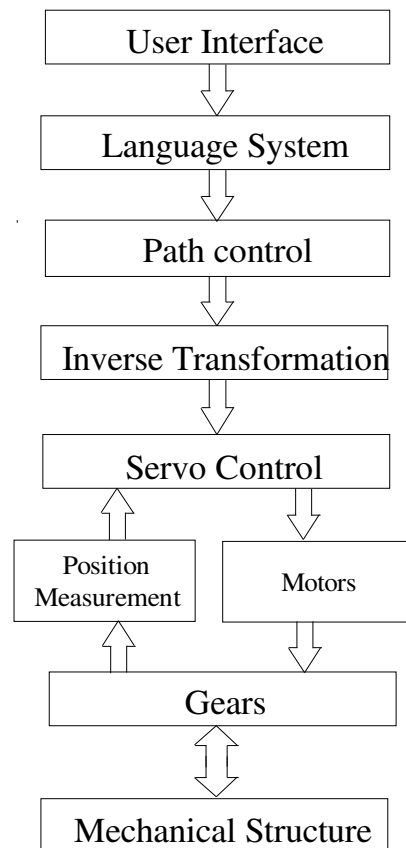 User Interface
Language System
Path control
Inverse Transformation
Servo Control
Position
Measurement
Motors
Gears
Mechanical Structure